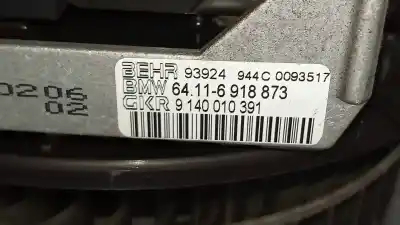 BEHR 93924 944C 0093517
BMW 64.11-6 918 873
GKR 9 140 010 391
0206
02